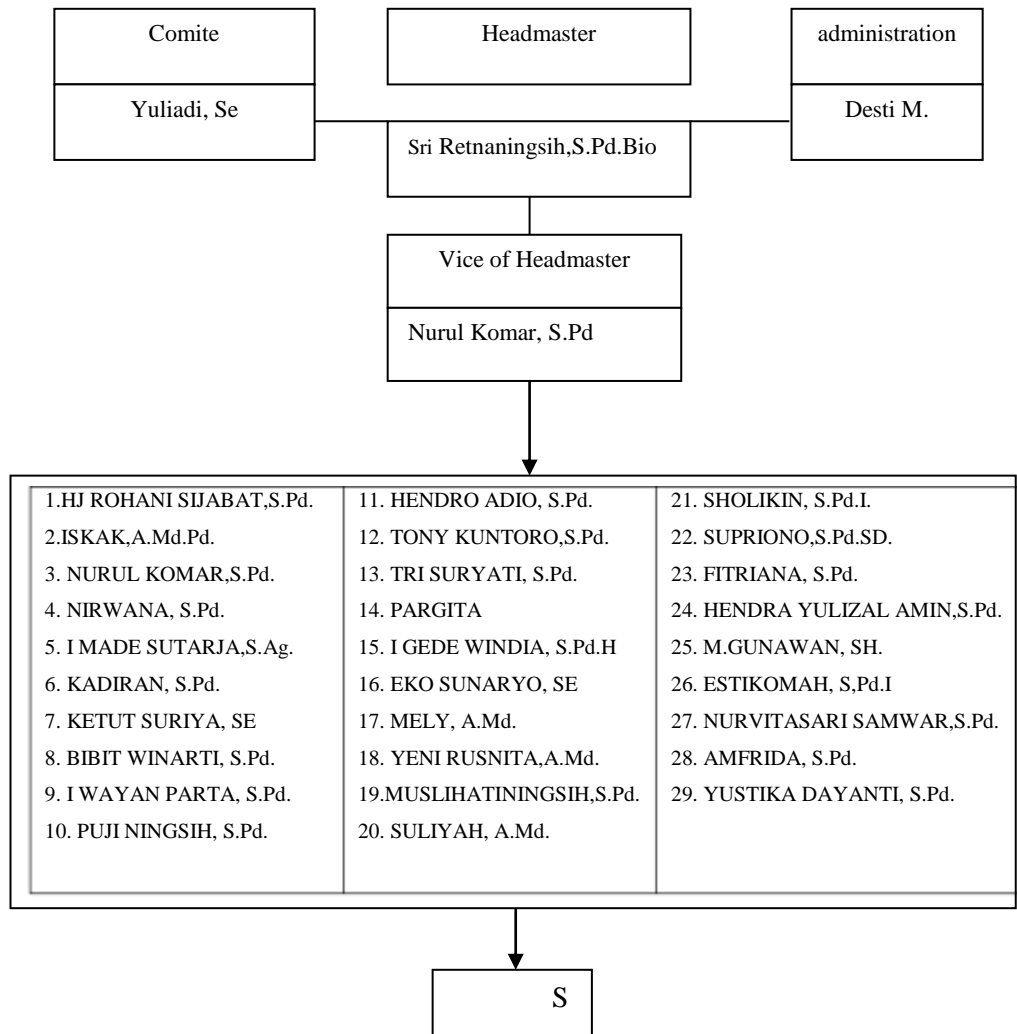 Comite
Headmaster
administration
Yuliadi, Se
Desti M.
Sri Retnaningsih,S.Pd.Bio
Vice of Headmaster
Nurul Komar, S.Pd
1.HJ ROHANI SIJABAT,S.Pd.
2.ISKAK,A.Md.Pd.
3. NURUL KOMAR,S.Pd.
4. NIRWANA, S.Pd.
5. I MADE SUTARJA,S.Ag.
6. KADIRAN, S.Pd.
7. KETUT SURIYA, SE
8. BIBIT WINARTI, S.Pd.
9. I WAYAN PARTA, S.Pd.
10. PUJI NINGSIH, S.Pd.
11. HENDRO ADIO, S.Pd.
12. TONY KUNTORO,S.Pd.
13. TRI SURYATI, S.Pd.
14. PARGITA
15. I GEDE WINDIA, S.Pd.H
16. EKO SUNARYO, SE
17. MELY, A.Md.
18. YENI RUSNITA,A.Md.
19.MUSLIHATININGSIH,S.Pd.
20. SULIYAH, A.Md.
21. SHOLIKIN, S.Pd.I.
22. SUPRIONO,S.Pd.SD.
23. FITRIANA, S.Pd.
24. HENDRA YULIZAL AMIN,S.Pd.
25. M.GUNAWAN, SH.
26. ESTIKOMAH, S,Pd.I
27. NURVITASARI SAMWAR,S.Pd.
28. AMFRIDA, S.Pd.
29. YUSTIKA DAYANTI, S.Pd.
S